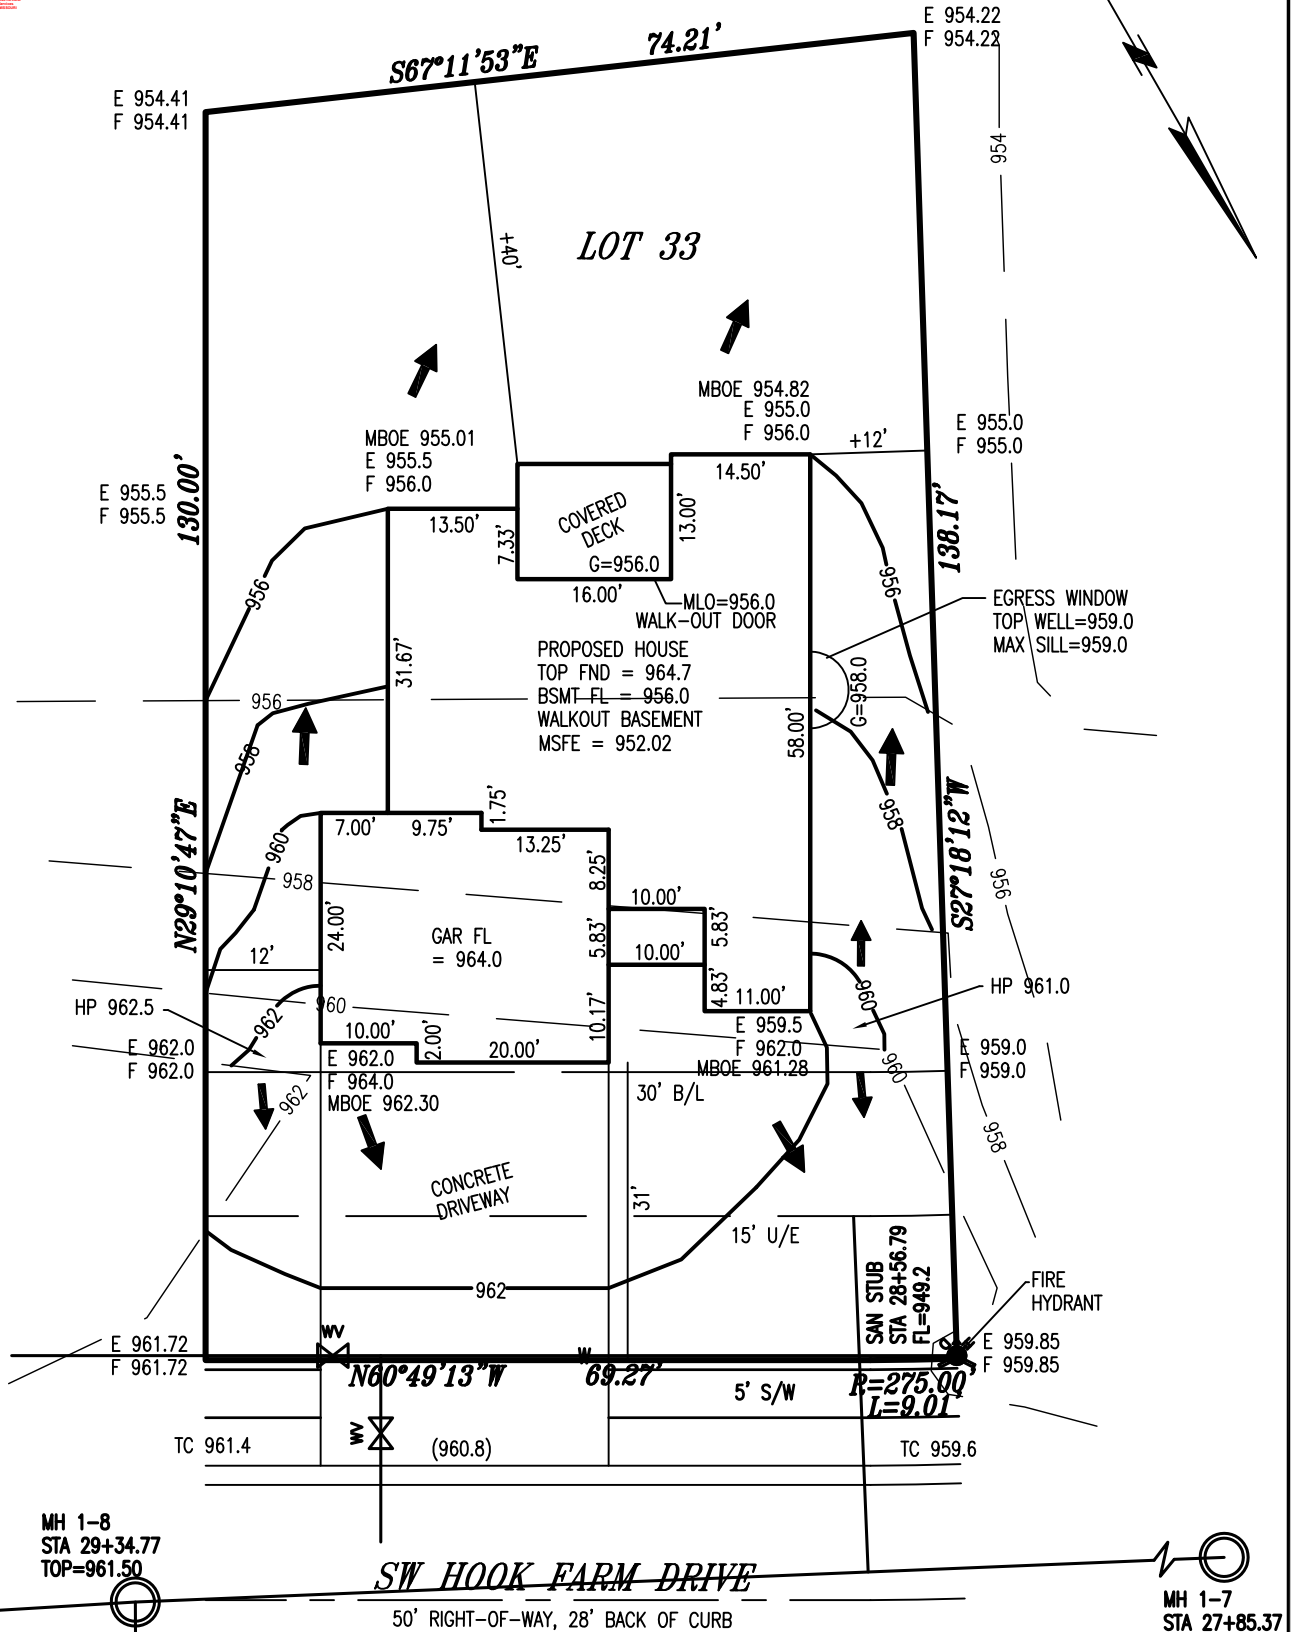 E 954.22
F 954.22
S67°11'53"E
74.21'
E 954.41
F 954.41
954
+40'
LOT 33
MBOE 954.82
E 955.0
F 956.0
+12'
E 955.0
F 955.0
MBOE 955.01
E 955.5
F 956.0
E 955.5
F 955.5
130.00'
14.50'
13.50'
7.33'
COVERED
DECK
G=956.0
13.00'
16.00'
138.17'
956
956
MLO=956.0
WALK-OUT DOOR
EGRESS WINDOW
TOP WELL=959.0
MAX SILL=959.0
31.67'
PROPOSED HOUSE
TOP FND = 964.7
BSMT FL = 956.0
WALKOUT BASEMENT
MSFE = 952.02
G=958.0
58.00'
956
958
958
N29°10'47"E
S27°18'12"W
7.00'
9.75'
1.75'
13.25'
8.25'
960
958
956
24.00'
10.00'
GAR FL
= 964.0
5.83'
5.83'
12'
10.00'
4.83'
11.00'
960
HP 961.0
HP 962.5
962
960
10.00'
2.00'
20.00'
10.17'
E 959.5
F 962.0
MBOE 961.28
E 962.0
F 962.0
E 962.0
F 964.0
MBOE 962.30
E 959.0
F 959.0
960
962
30' B/L
958
CONCRETE
DRIVEWAY
31'
15' U/E
SAN STUB
STA 28+56.79
FL=949.2
962
FIRE
HYDRANT
WV
W
E 961.72
F 961.72
E 959.85
F 959.85
N60°49'13"W
69.27'
5' S/W
R=275.00'
L=9.01'
WV
TC 961.4
(960.8)
TC 959.6
MH 1-8
STA 29+34.77
TOP=961.50
SW HOOK FARM DRIVE
50' RIGHT-OF-WAY, 28' BACK OF CURB
MH 1-7
STA 27+85.37